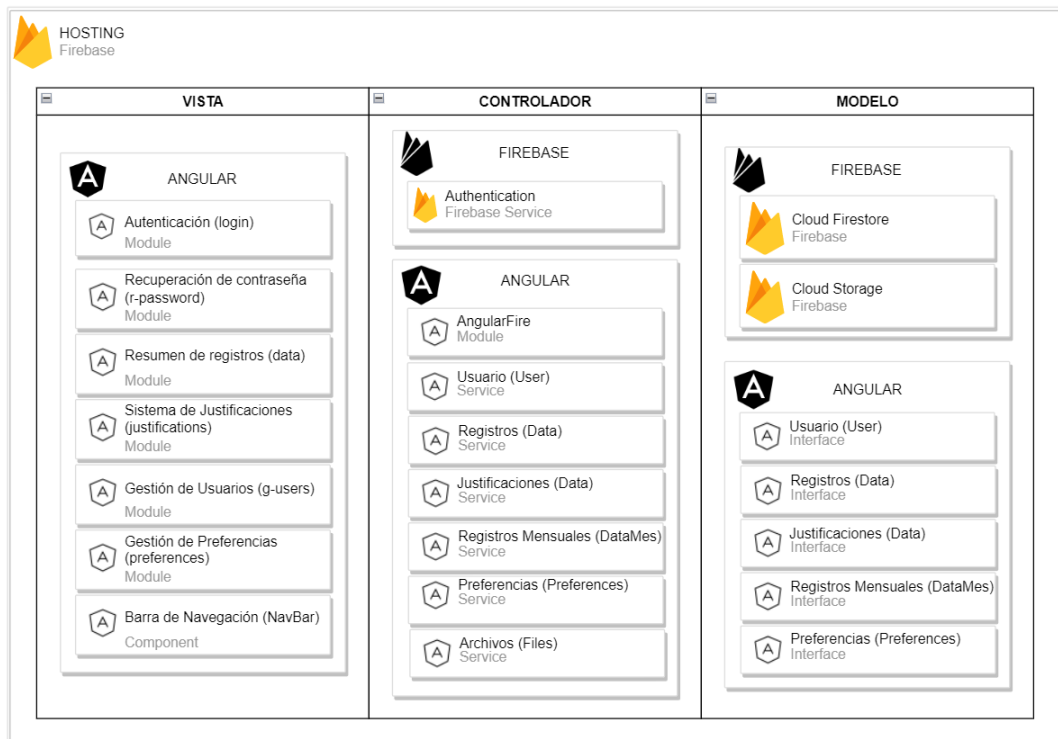 HOSTING
Firebase
VISTA
ANGULAR
Autenticación (login)
Module
Recuperación de contraseña
(r-password)
Module
Resumen de registros (data)
Module
Sistema de Justificaciones
(justifications)
Module
Gestión de Usuarios (g-users)
Module
Gestión de Preferencias
(preferences)
Module
Barra de Navegación (NavBar)
Component
CONTROLADOR
FIREBASE
Authentication
Firebase Service
ANGULAR
AngularFire
Module
Usuario (User)
Service
Registros (Data)
Service
Justificaciones (Data)
Service
Registros Mensuales (DataMes)
Service
Preferencias (Preferences)
Service
Archivos (Files)
Service
MODELO
FIREBASE
Cloud Firestore
Firebase
Cloud Storage
Firebase
ANGULAR
Usuario (User)
Interface
Registros (Data)
Interface
Justificaciones (Data)
Interface
Registros Mensuales (DataMes)
Interface
Preferencias (Preferences)
Interface